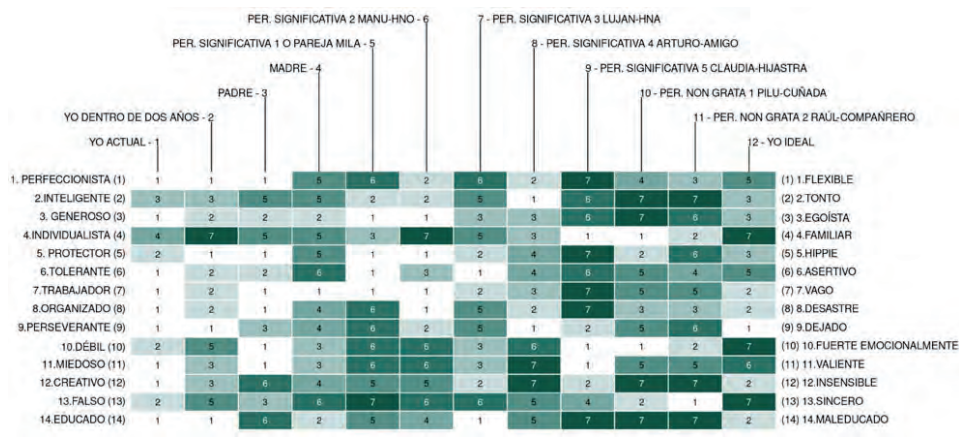 PER. SIGNIFICATIVA 2 MANU-HNO - 6
7 - PER. SIGNIFICATIVA 3 LUJAN-HNA
PER. SIGNIFICATIVA 1 O PAREJA MILA - 5
8 - PER. SIGNIFICATIVA 4 ARTURO-AMIGO
MADRE - 4
9 - PER. SIGNIFICATIVA 5 CLAUDIA-HIJASTRA
PADRE - 3
10 - PER. NON GRATA 1 PILU-CUÑADA
YO DENTRO DE DOS AÑOS - 2
11 - PER. NON GRATA 2 RAÚL-COMPAÑRERO
YO ACTUAL - 1
12 - YO IDEAL
1. PERFECCIONISTA (1) 1 1 1 5 6 2 6 2 7 4 3 5 (1) 1.FLEXIBLE
2.INTELIGENTE (2) 3 3 5 5 2 2 5 1 6 7 7 3 (2) 2.TONTO
3. GENEROSO (3) 1 2 2 2 1 1 3 3 6 7 6 3 (3) 3.EGOÍSTA
4.INDIVIDUALISTA (4) 4 7 5 5 3 7 5 3 1 1 2 7 (4) 4.FAMILIAR
5. PROTECTOR (5) 2 1 1 5 1 1 2 4 7 2 6 3 (5) 5.HIPPIE
6.TOLERANTE (6) 1 2 2 6 1 3 1 4 6 5 4 5 (6) 6.ASERTIVO
7.TRABAJADOR (7) 1 2 1 1 1 1 2 3 7 5 5 2 (7) 7.VAGO
8.ORGANIZADO (8) 1 2 1 4 6 1 5 2 7 3 3 2 (8) 8.DESASTRE
9.PERSEVERANTE (9) 1 1 3 4 6 2 5 1 2 5 6 1 (9) 9.DEJADO
10.DÉBIL (10) 2 5 1 3 6 5 3 6 1 1 2 7 (10) 10.FUERTE EMOCIONALMENTE
11.MIEDOSO (11) 1 3 1 3 6 6 3 7 1 5 5 6 (11) 11.VALIENTE
12.CREATIVO (12) 1 3 6 4 5 5 2 7 2 7 7 2 (12) 12.INSENSIBLE
13.FALSO (13) 2 5 3 6 7 6 6 5 4 2 1 7 (13) 13.SINCERO
14.EDUCADO (14) 1 1 6 2 5 4 1 5 7 7 7 2 (14) 14.MALEDUCADO